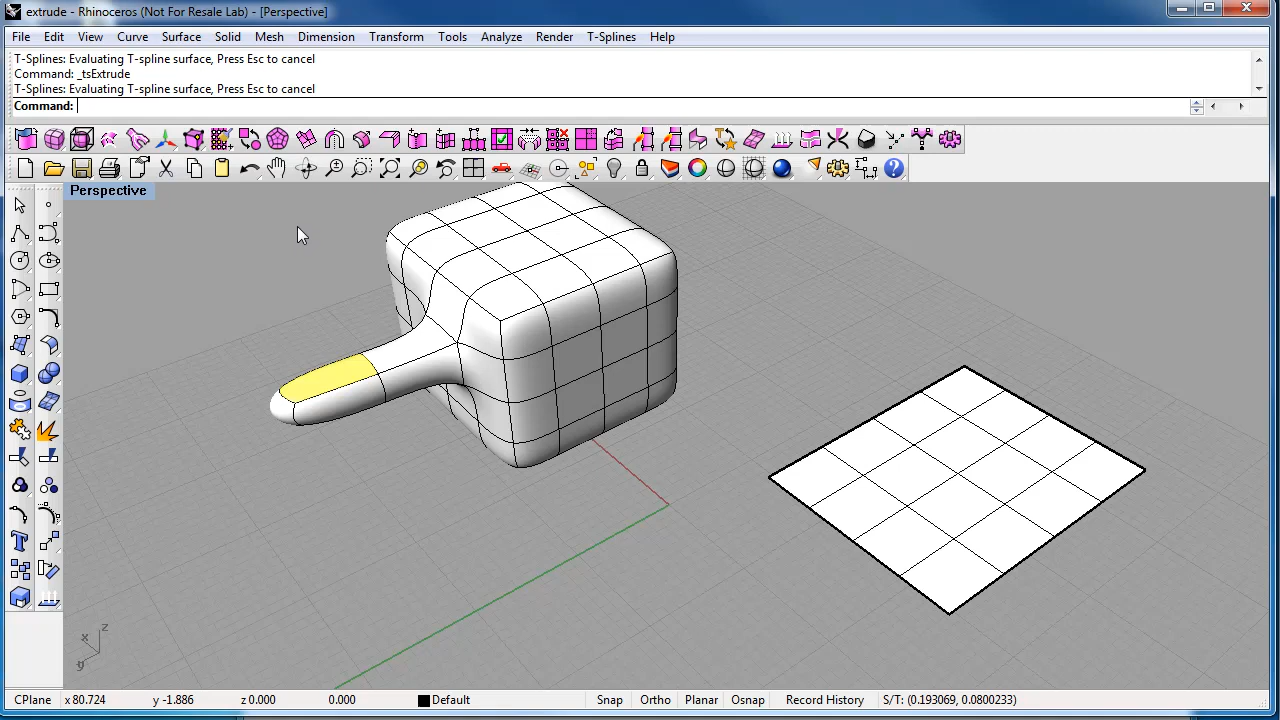 extrude - Rhinoceros (Not For Resale Lab) - [Perspective]
File Edit View Curve Surface Solid Mesh Dimension Transform Tools Analyze Render T-Splines Help
T-Splines: Evaluating T-spline surface, Press Esc to cancel
Command: _tsExtrude
T-Splines: Evaluating T-spline surface, Press Esc to cancel
Command:
Perspective
z
x
y
CPlane x 80.724 y -1.886 z 0.000 0.000 Default Snap Ortho Planar Osnap Record History S/T: (0.193069, 0.0800233)